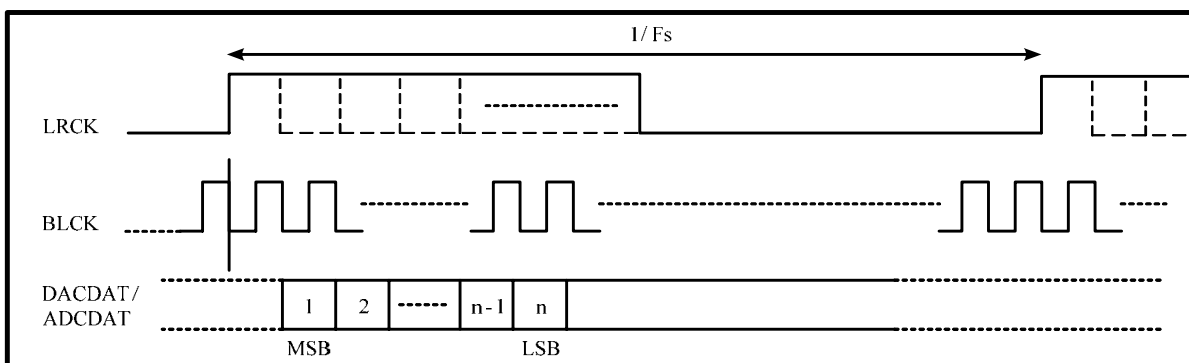 1/Fs
LRCK
BLCK
DACDAT/
ADCDAT
1 2 n-1 n
MSB LSB